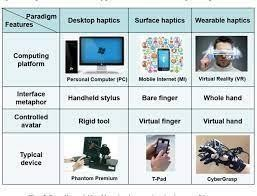 Paradigm
Features
Desktop haptics
Surface haptics
Wearable haptics
Computing
platform
Personal Computer (PC)
Mobile Internet (MI)
Virtual Reality (VR)
Interface
metaphor
Handheld stylus
Bare finger
Whole hand
Controlled
avatar
Rigid tool
Virtual finger
Virtual hand
Typical
device
Phantom Premium
T-Pad
CyberGrasp